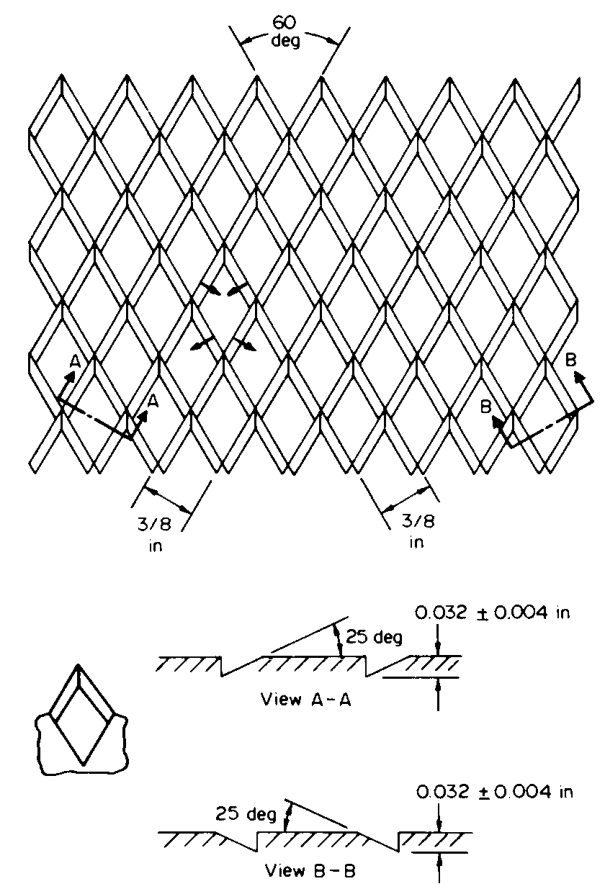 60
deg
A
A
B
B
3/8
in
3/8
in
0.032 ± 0.004 in
25 deg
View A-A
0.032 ± 0.004 in
25 deg
View B-B